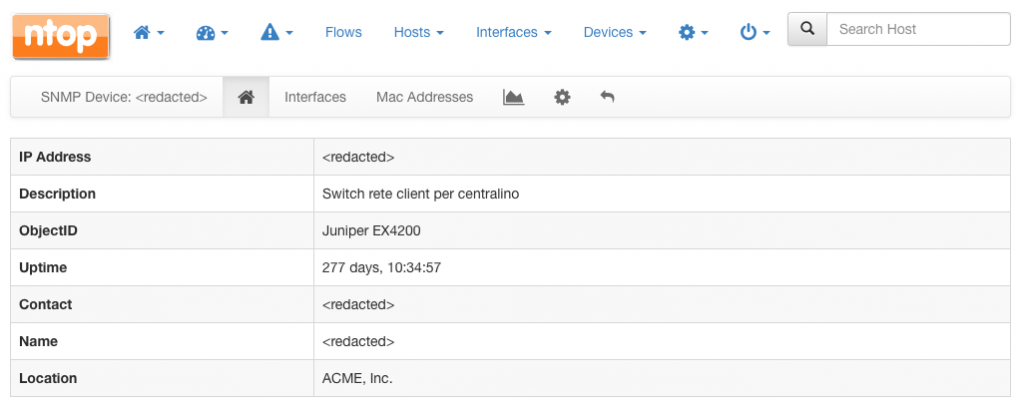 ntop Flows Hosts Interfaces Devices Search Host
SNMP Device: <redacted> Interfaces Mac Addresses
IP Address <redacted>
Description Switch rete client per centralino
ObjectID Juniper EX4200
Uptime 277 days, 10:34:57
Contact <redacted>
Name <redacted>
Location ACME, Inc.